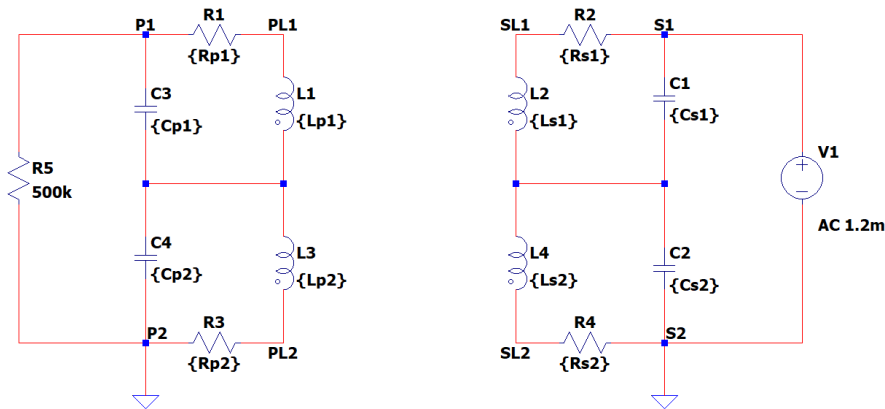 P1
R1
{Rp1}
PL1
SL1
R2
{Rs1}
S1
C3
{Cp1}
L1
{Lp1}
L2
{Ls1}
C1
{Cs1}
R5
500k
V1
AC 1.2m
C4
{Cp2}
L3
{Lp2}
L4
{Ls2}
C2
{Cs2}
P2
R3
{Rp2}
PL2
SL2
R4
{Rs2}
S2